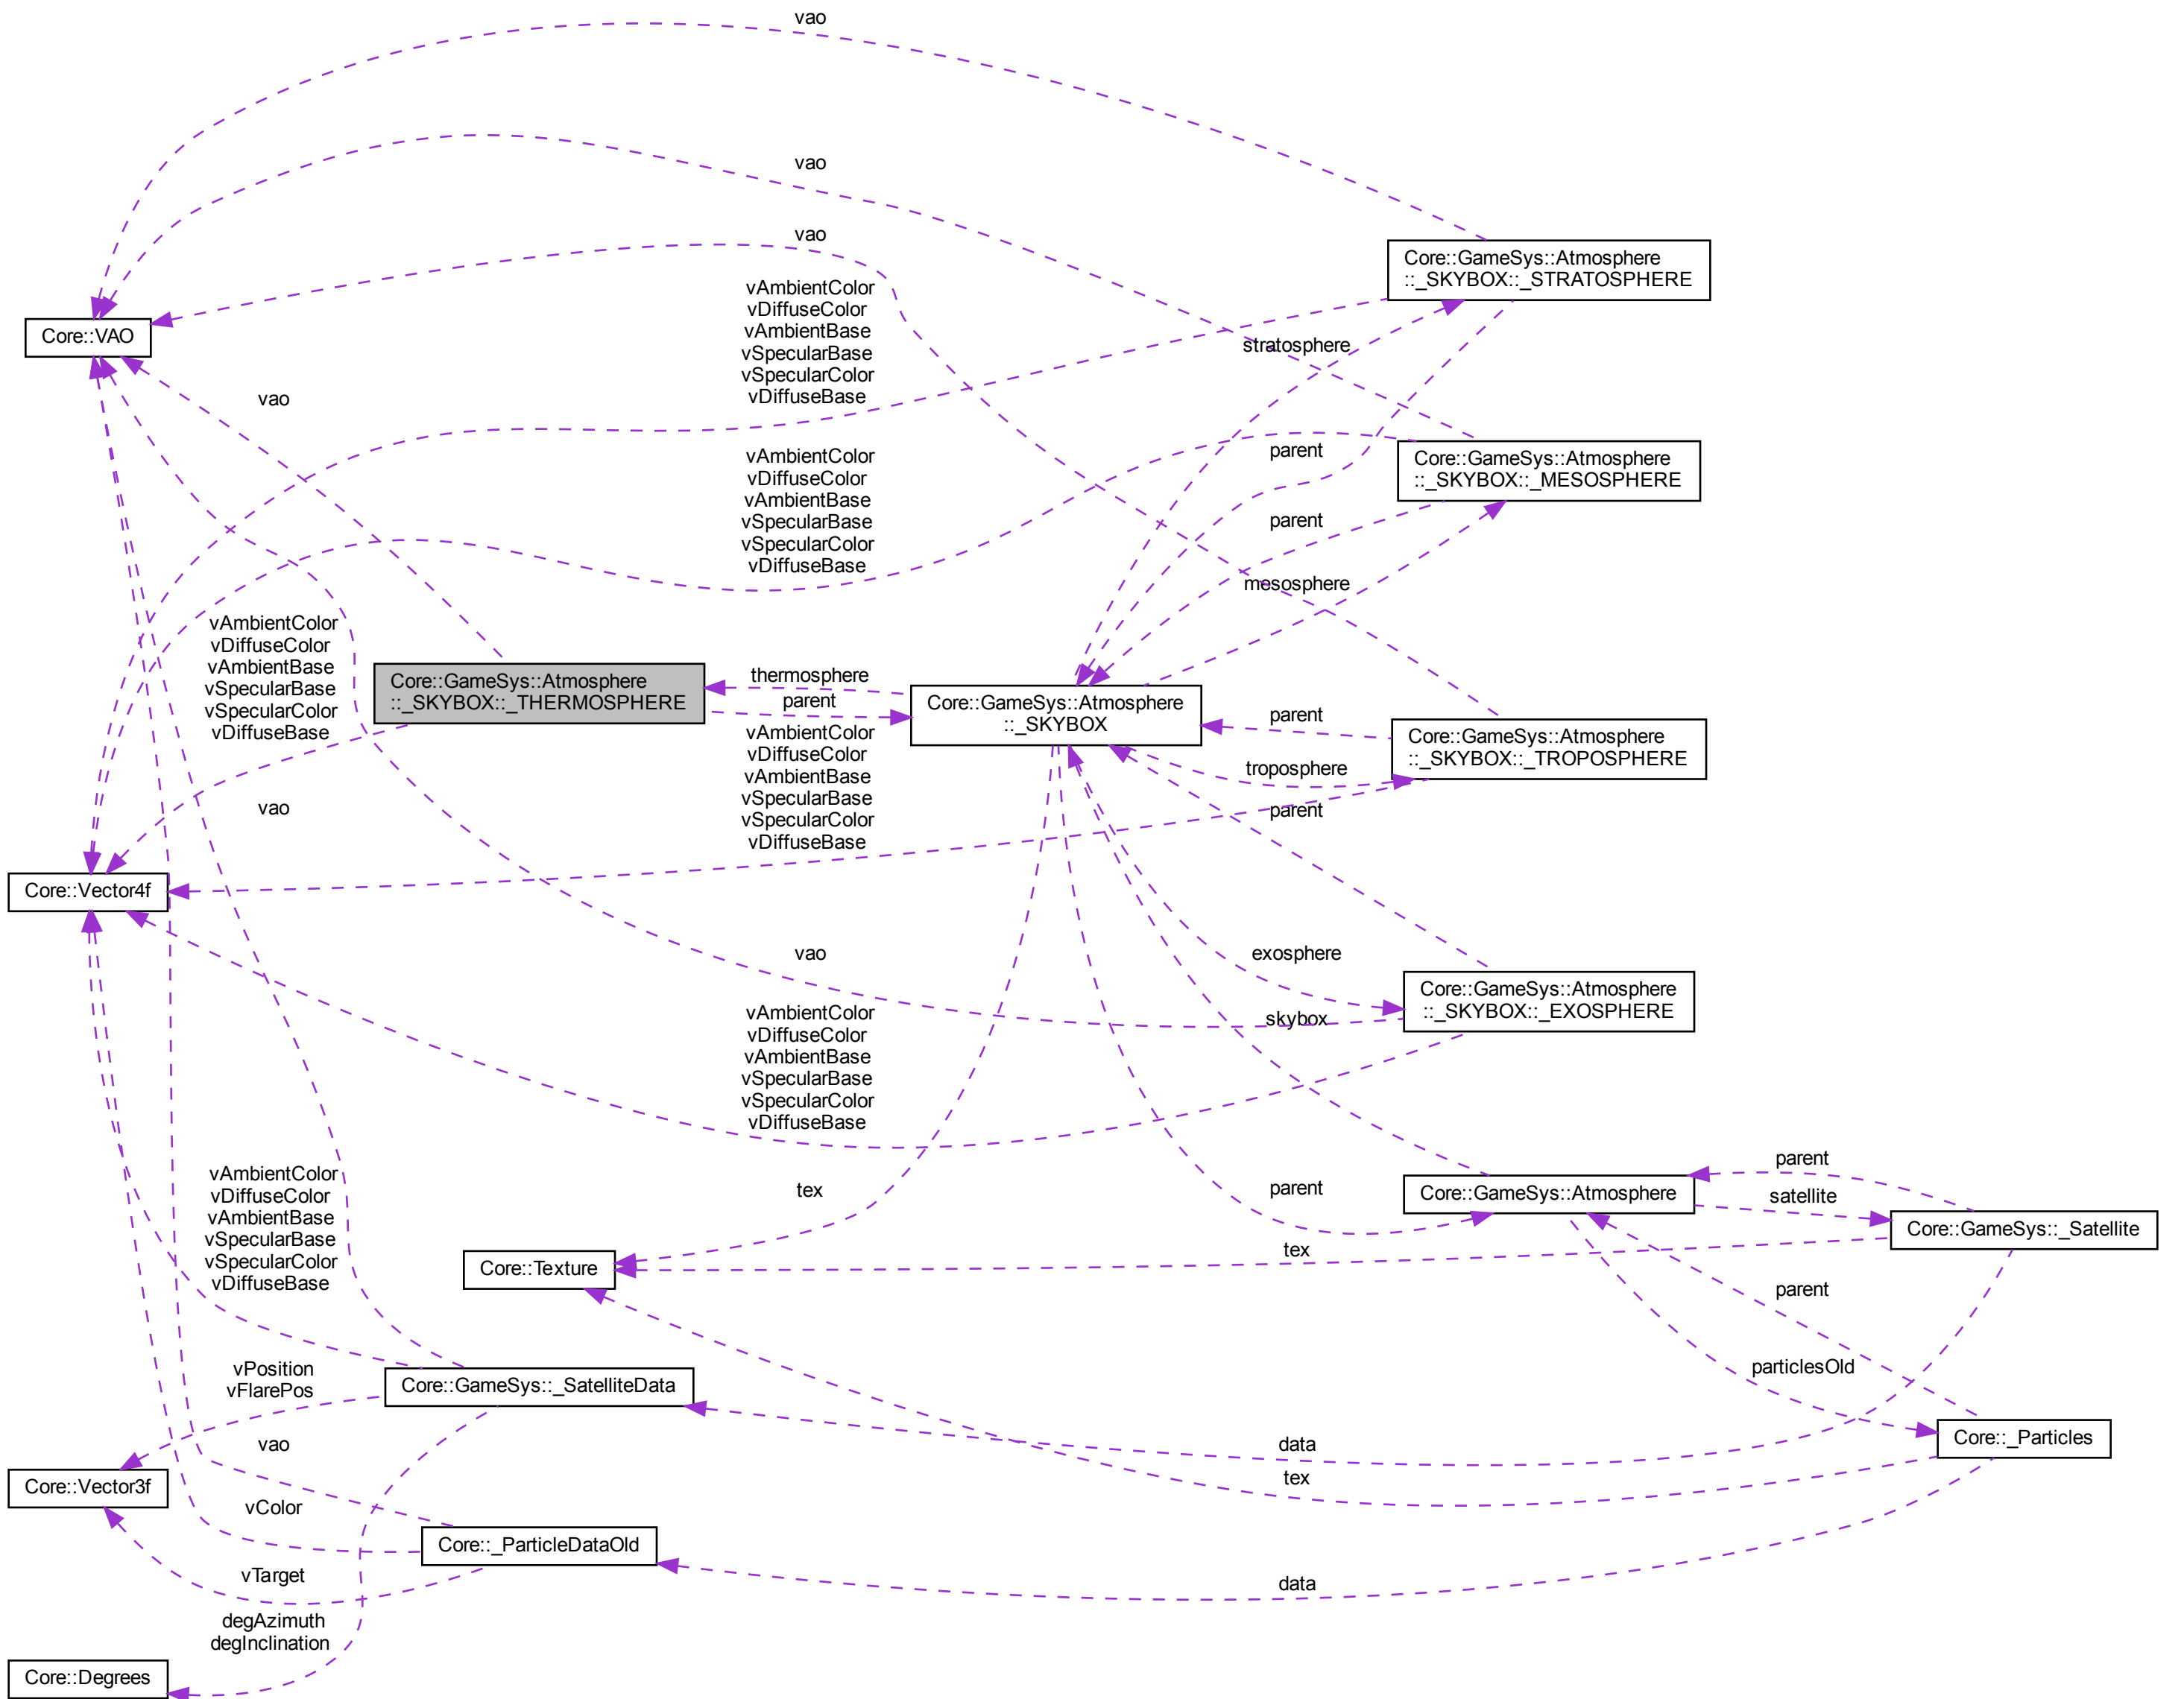 vao
vao
vao
Core::GameSys::Atmosphere
::_SKYBOX::_STRATOSPHERE
vAmbientColor
vDiffuseColor
vAmbientBase
vSpecularBase
vSpecularColor
vDiffuseBase
Core::VAO
stratosphere
vao
parent
Core::GameSys::Atmosphere
::_SKYBOX::_MESOSPHERE
vAmbientColor
vDiffuseColor
vAmbientBase
vSpecularBase
vSpecularColor
vDiffuseBase
parent
mesosphere
vAmbientColor
vDiffuseColor
vAmbientBase
vSpecularBase
vSpecularColor
vDiffuseBase
Core::GameSys::Atmosphere
::_SKYBOX::_THERMOSPHERE
thermosphere
parent
Core::GameSys::Atmosphere
::_SKYBOX
parent
Core::GameSys::Atmosphere
::_SKYBOX::_TROPOSPHERE
troposphere
vAmbientColor
vDiffuseColor
vAmbientBase
vSpecularBase
vSpecularColor
vDiffuseBase
vao
parent
Core::Vector4f
vao
exosphere
Core::GameSys::Atmosphere
::_SKYBOX::_EXOSPHERE
skybox
vAmbientColor
vDiffuseColor
vAmbientBase
vSpecularBase
vSpecularColor
vDiffuseBase
parent
vAmbientColor
vDiffuseColor
vAmbientBase
vSpecularBase
vSpecularColor
vDiffuseBase
tex
parent
Core::GameSys::Atmosphere
satellite
Core::GameSys::_Satellite
tex
Core::Texture
parent
vPosition
vFlarePos
Core::GameSys::_SatelliteData
particlesOld
vao
data
Core::_Particles
tex
Core::Vector3f
vColor
Core::_ParticleDataOld
vTarget
data
degAzimuth
degInclination
Core::Degrees